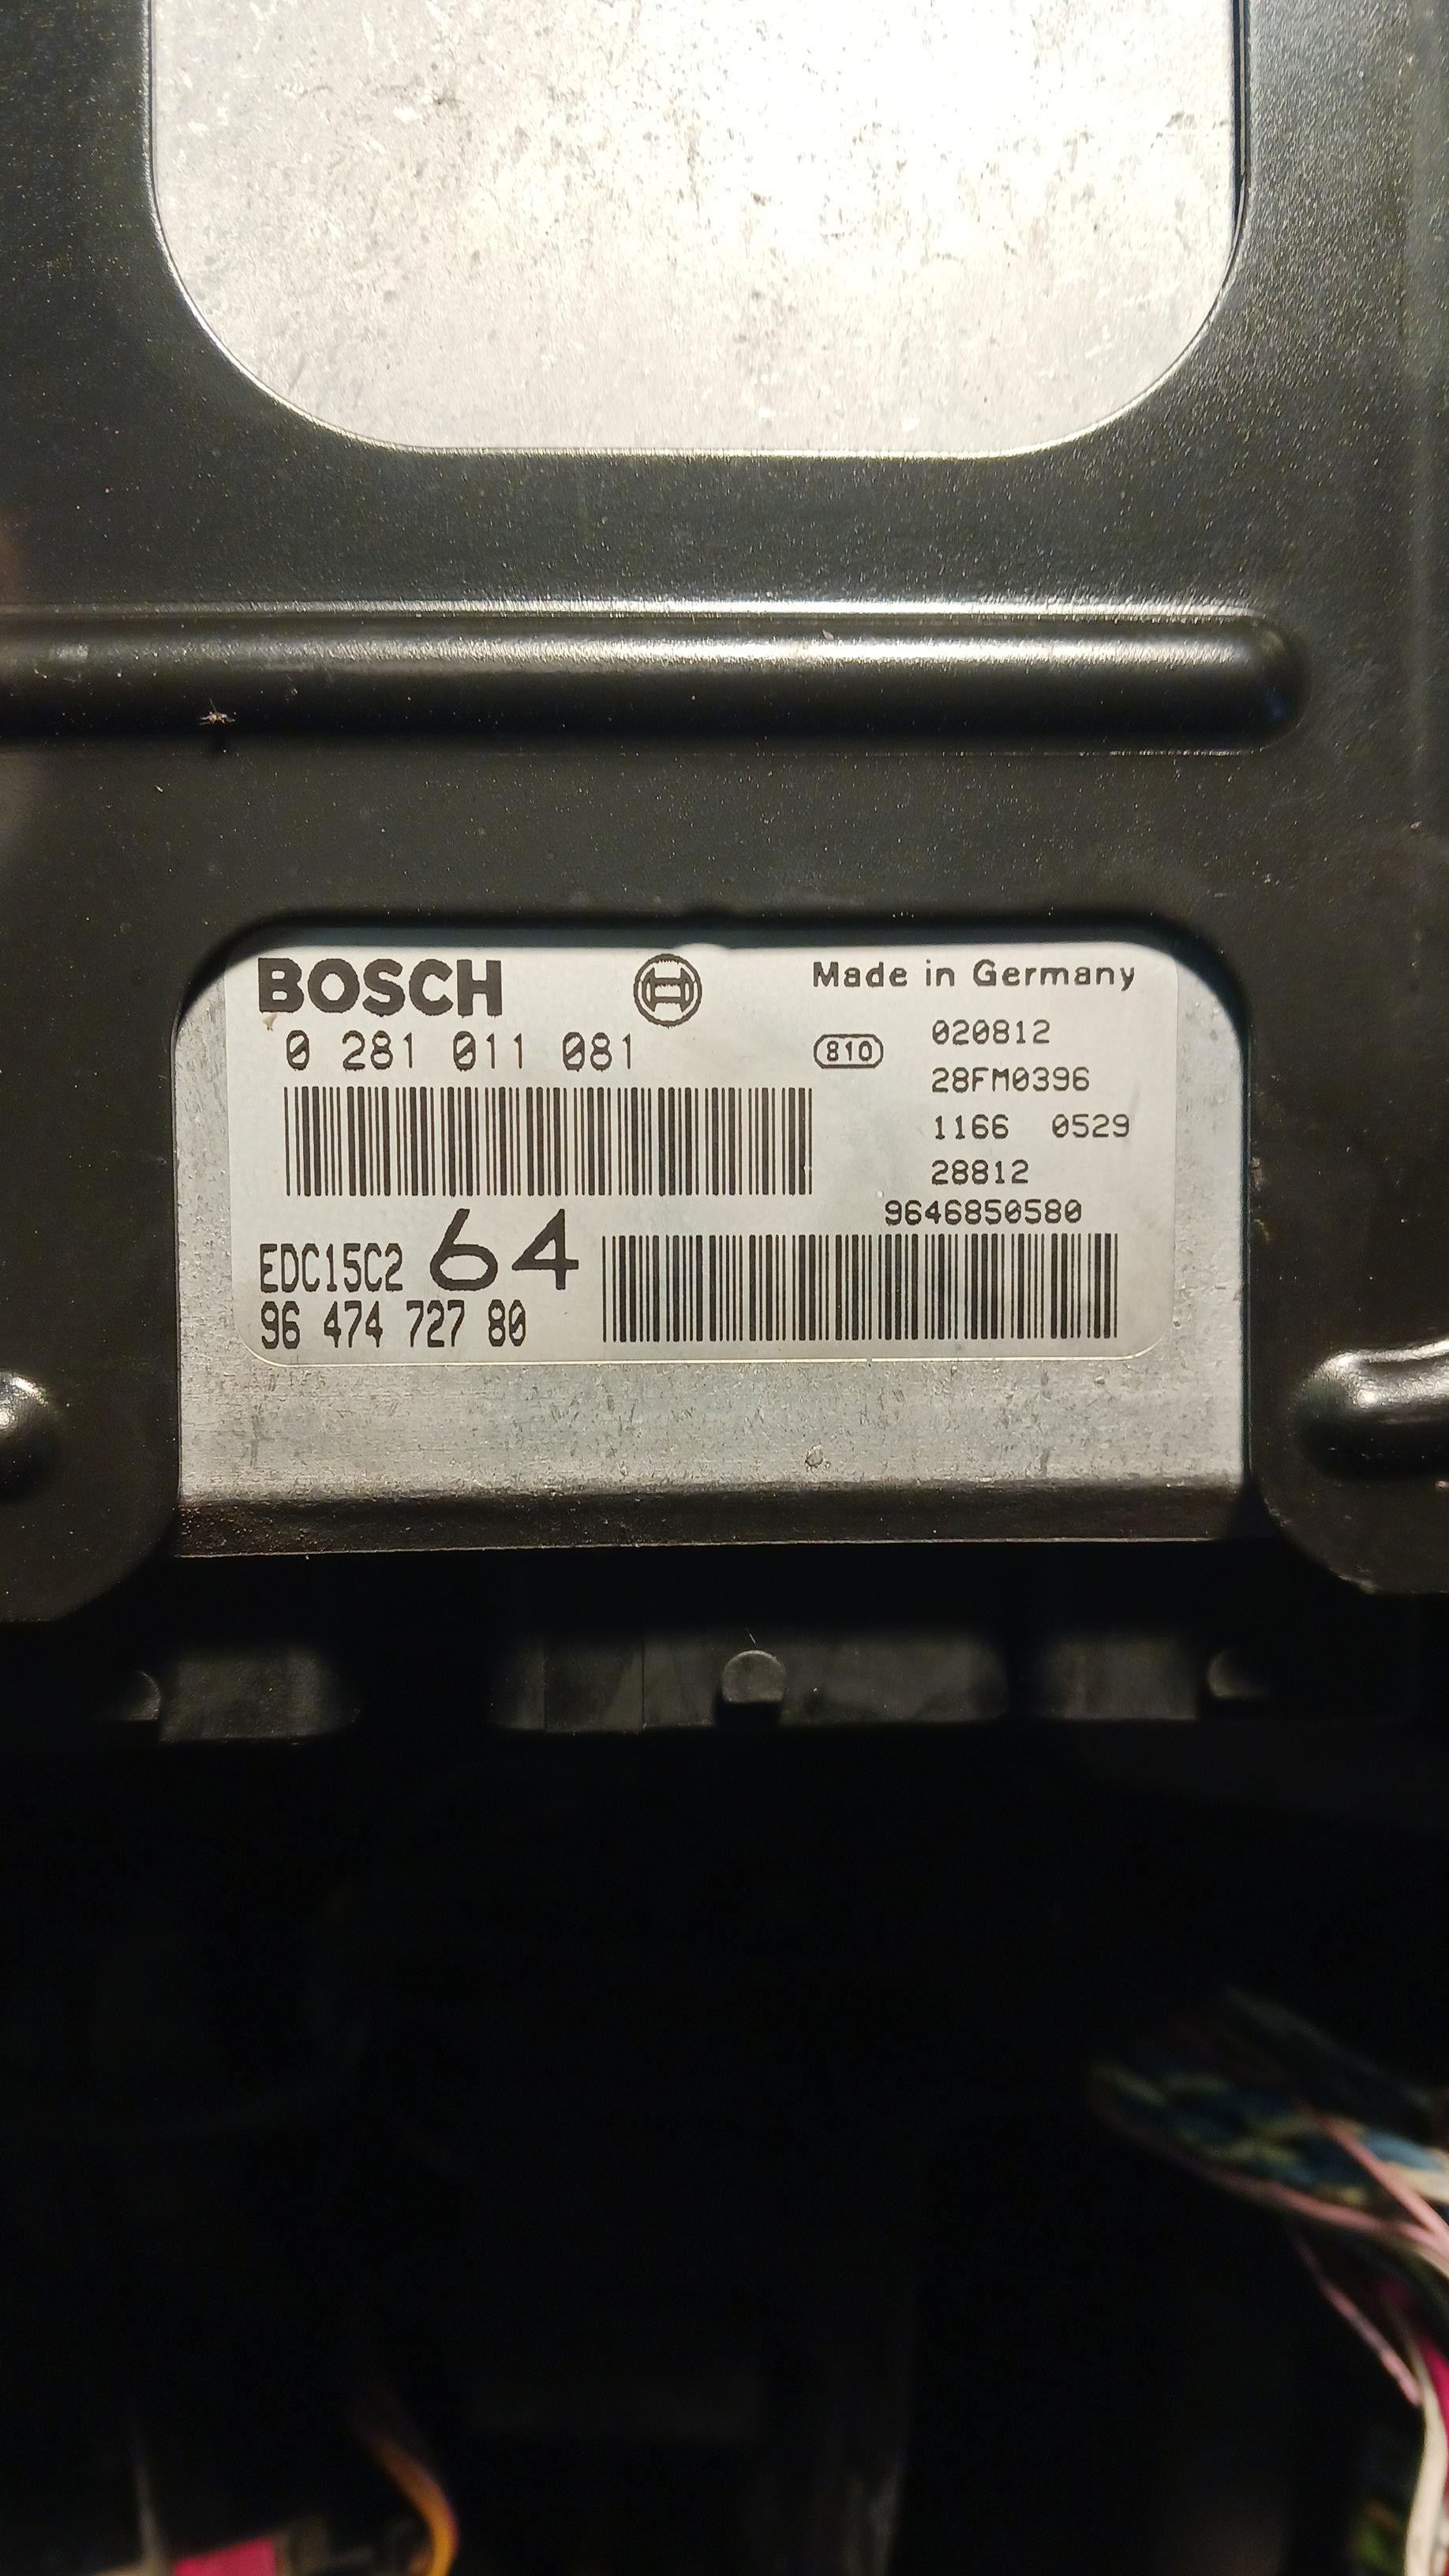 BOSCH
Made in Germany
0 281 011 081
810
020812
28FM0396
1166 0529
28812
9646850580
EDC15C2 64
96 474 727 80